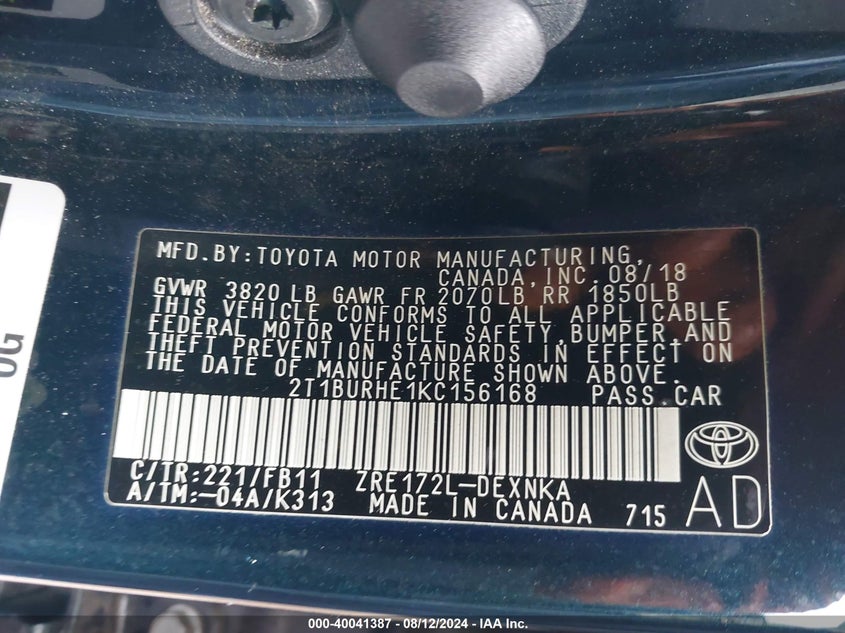 MFD.BY:TOYOTA MOTOR MANUFACTURING,
CANADA,INC. 08/18
GVWR 3820 LB GAWR FR 2070LB RR 1850LB
THIS VEHICLE CONFORMS TO ALL APPLICABLE
FEDERAL MOTOR VEHICLE SAFETY,BUMPER,AND
THEFT PREVENTION STANDARDS IN EFFECT ON
THE DATE OF MANUFACTURE SHOWN ABOVE.
2T1BURHE1KC156168 PASS.CAR
C/TR:221/FB11 ZRE172L-DEXNKA
A/TM:-04A/K313 MADE IN CANADA 715 AD
000-40041387 - 08/12/2024 - IAA Inc.